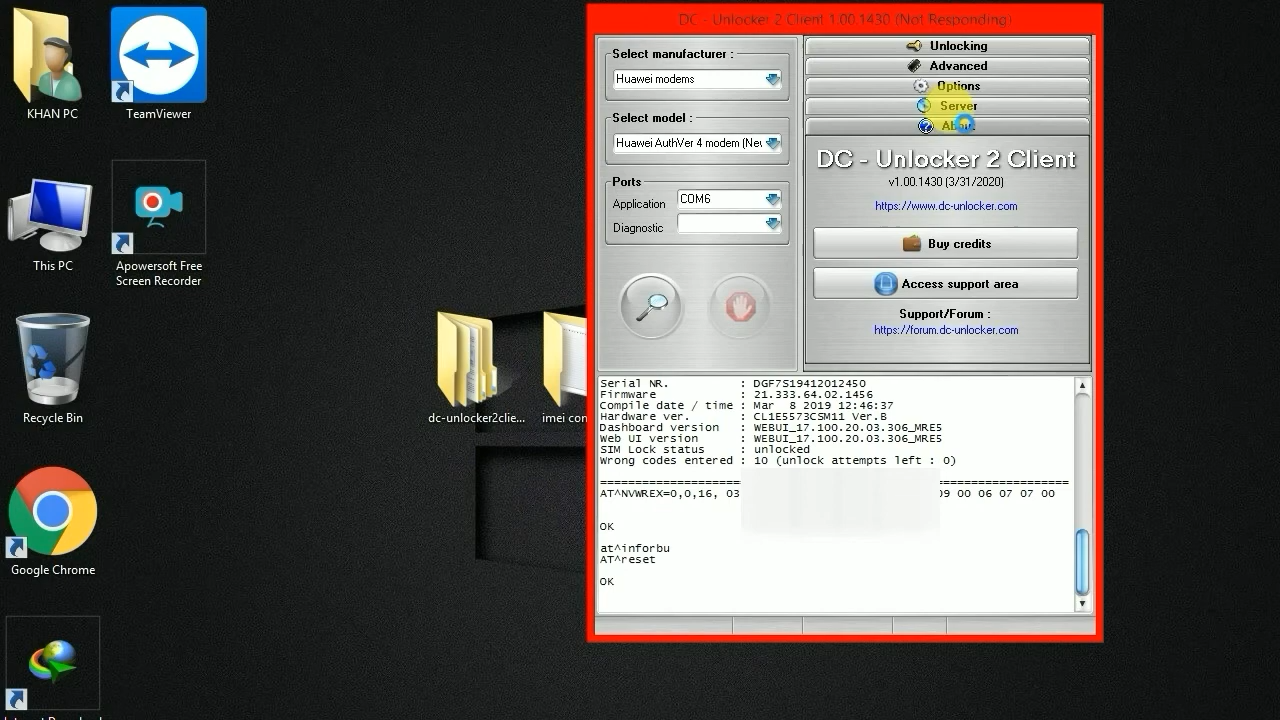 KHAN PC
TeamViewer
This PC
Apowersoft Free
Screen Recorder
Recycle Bin
Google Chrome
dc-unlocker2clie...
imei con
DC - Unlocker 2 Client 1.00.1430 (Not Responding)
Select manufacturer :
Huawei modems
Select model :
Huawei AuthVer 4 modem (Nev
Ports
Application
COM6
Diagnostic
Unlocking
Advanced
Options
Server
DC - Unlocker 2 Client
v1.00.1430 (3/31/2020)
https://www.dc-unlocker.com
Buy credits
Access support area
Support/Forum :
https://forum.dc-unlocker.com
Serial NR. : DGF7S19412012450
Firmware : 21.333.64.02.1456
Compile date / time : Mar 8 2019 12:46:37
Hardware ver. : CL1E5573CSM11 Ver.B
Dashboard version : WEBUI_17.100.20.03.306_MRE5
Web UI version : WEBUI_17.100.20.03.306_MRE5
SIM Lock status : unlocked
Wrong codes entered : 10 (unlock attempts left : 0)
AT^NVWREX=0,0,16, 03 09 00 06 07 07 00
OK
at^inforbu
AT^reset
OK